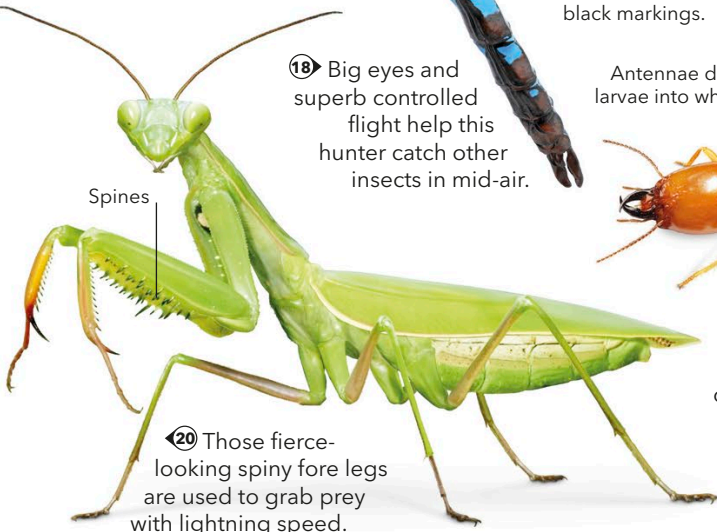 black markings.
18 Big eyes and
superb controlled
flight help this
hunter catch other
insects in mid-air.
Antennae
larvae into
Spines
20 Those fierce-
looking spiny fore legs
are used to grab prey
with lightning speed.